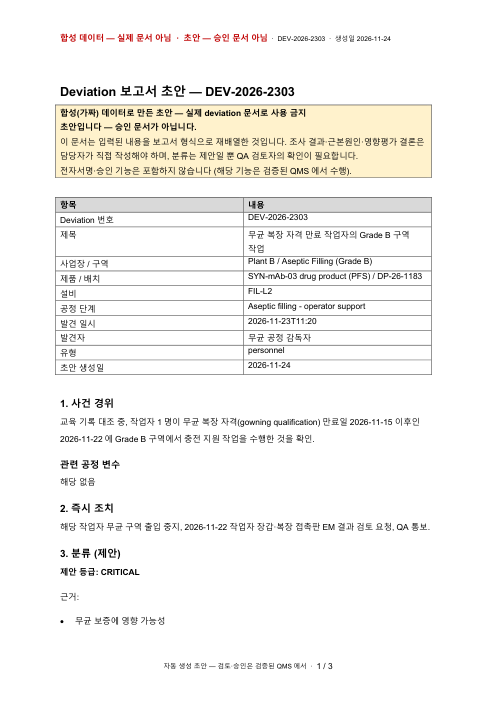 합성 데이터 — 실제 문서 아님 · 초안 — 승인 문서 아님 · DEV-2026-2303 · 생성일 2026-11-24
Deviation 보고서 초안 — DEV-2026-2303
합성(가짜) 데이터로 만든 초안 — 실제 deviation 문서로 사용 금지
초안입니다 — 승인 문서가 아닙니다.
이 문서는 입력된 내용을 보고서 형식으로 재배열한 것입니다. 조사 결과·근본원인·영향평가 결론은
담당자가 직접 작성해야 하며, 분류는 제안일 뿐 QA 검토자의 확인이 필요합니다.
전자서명·승인 기능은 포함하지 않습니다 (해당 기능은 검증된 QMS 에서 수행).
항목 내용
Deviation 번호 DEV-2026-2303
제목 무균 복장 자격 만료 작업자의 Grade B 구역
작업
사업장 / 구역 Plant B / Aseptic Filling (Grade B)
제품 / 배치 SYN-mAb-03 drug product (PFS) / DP-26-1183
설비 FIL-L2
공정 단계 Aseptic filling - operator support
발견 일시 2026-11-23T11:20
발견자 무균 공정 감독자
유형 personnel
초안 생성일 2026-11-24
1. 사건 경위
교육 기록 대조 중, 작업자 1 명이 무균 복장 자격(gowning qualification) 만료일 2026-11-15 이후인
2026-11-22 에 Grade B 구역에서 충전 지원 작업을 수행한 것을 확인.
관련 공정 변수
해당 없음
2. 즉시 조치
해당 작업자 무균 구역 출입 중지, 2026-11-22 작업자 장갑·복장 접촉판 EM 결과 검토 요청, QA 통보.
3. 분류 (제안)
제안 등급: CRITICAL
근거:
• 무균 보증에 영향 가능성
자동 생성 초안 — 검토·승인은 검증된 QMS 에서 · 1 / 3